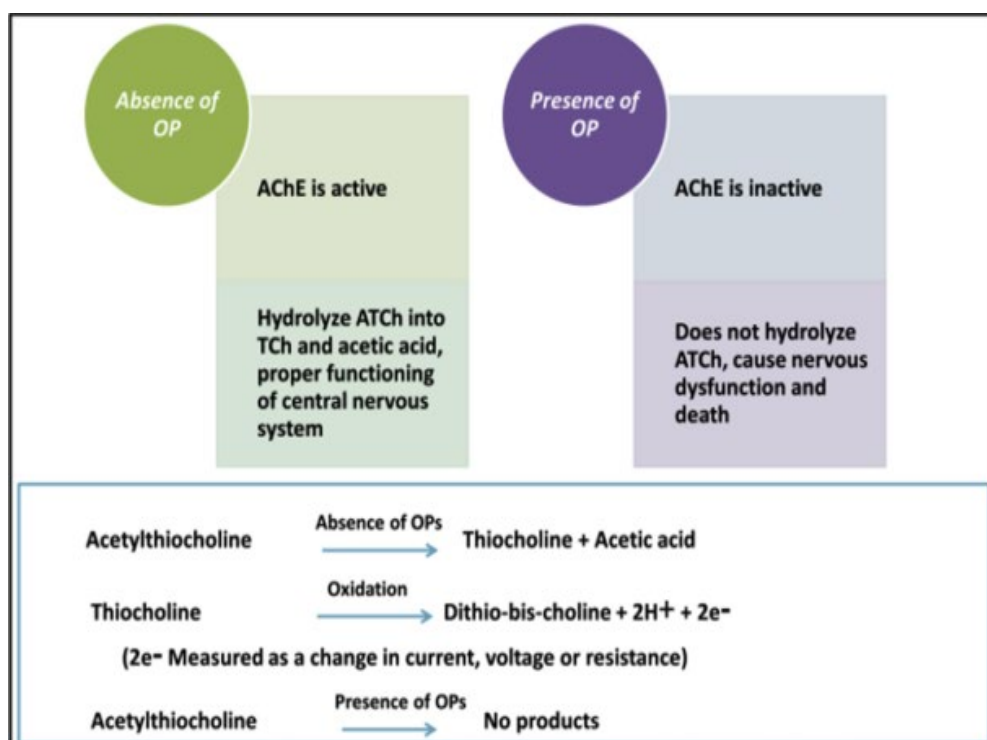 Absence of
OP
AChE is active
Hydrolyze ATCh into
TCh and acetic acid,
proper functioning
of central nervous
system
Presence of
OP
AChE is inactive
Does not hydrolyze
ATCh, cause nervous
dysfunction and
death
Acetylthiocholine Absence of OPs Thiocholine + Acetic acid
Thiocholine Oxidation Dithio-bis-choline + 2H+ + 2e-
(2e- Measured as a change in current, voltage or resistance)
Acetylthiocholine Presence of OPs No products